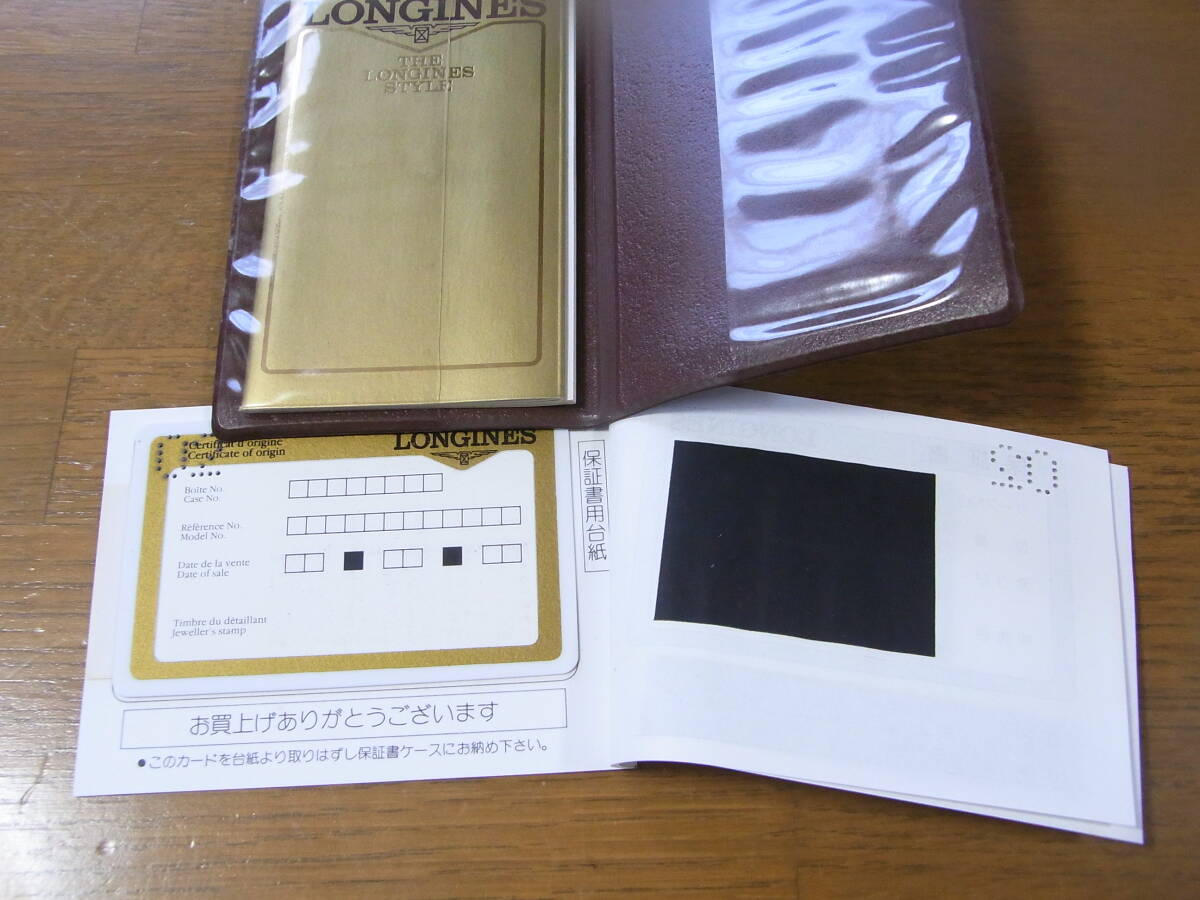 LONGINES
THE
LONGINES
STYLE
Certificat d'origine
Certificate of origin
LONGINES
Boîte No.
Case No.
Référence No.
Model No.
Date de la vente
Date of sale
Timbre du détaillant
Jeweller's stamp
保証書用台紙
お買上げありがとうございます
●このカードを台紙より取りはずし保証書ケースにお納め下さい。